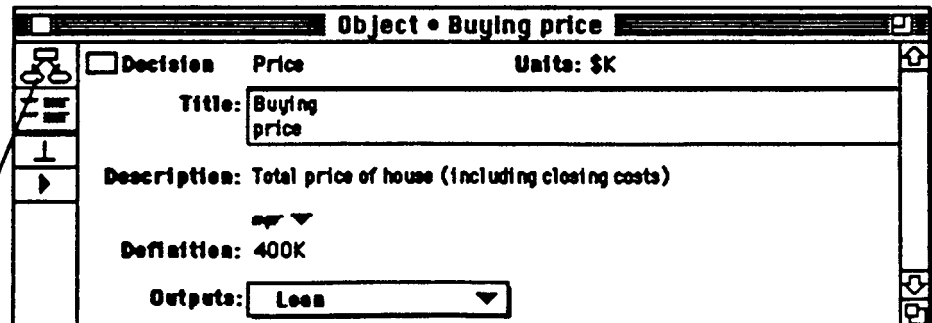 Object • Buying price
Decision Price Units: $K
Title: Buying
price
Description: Total price of house (including closing costs)
Definition: 400K
Outputs: Loan